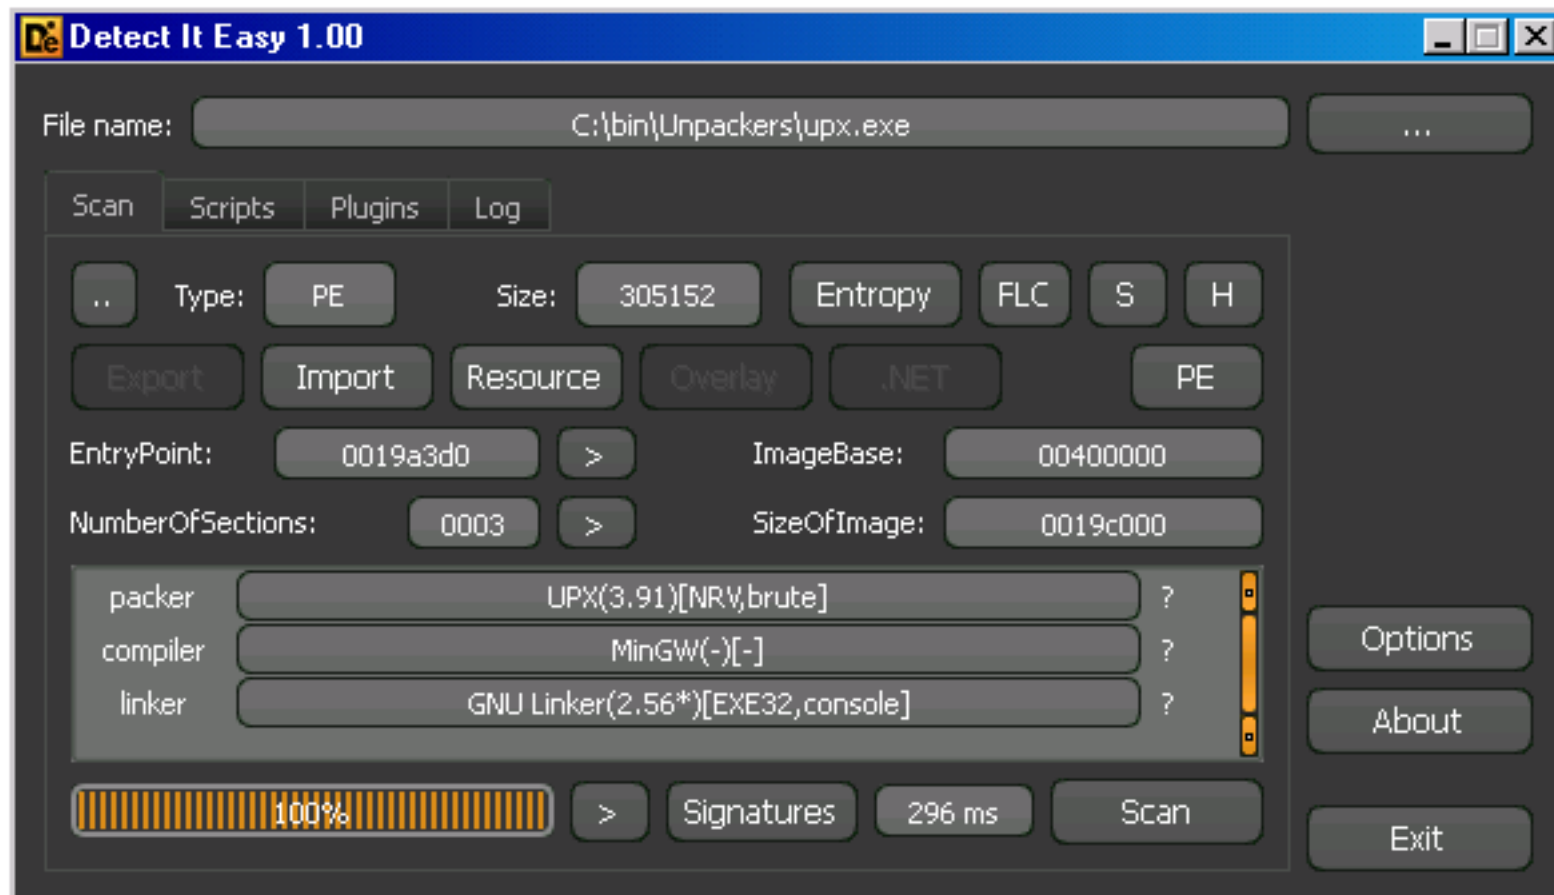 De Detect It Easy 1.00
File name: C:\bin\Unpackers\upx.exe ...
Scan Scripts Plugins Log
.. Type: PE Size: 305152 Entropy FLC S H
Export Import Resource Overlay .NET PE
EntryPoint: 0019a3d0 > ImageBase: 00400000
NumberOfSections: 0003 > SizeOfImage: 0019c000
packer UPX(3.91)[NRV,brute] ?
compiler MinGW(-)[-] ?
linker GNU Linker(2.56*)[EXE32,console] ?
Options
About
100% > Signatures 296 ms Scan
Exit